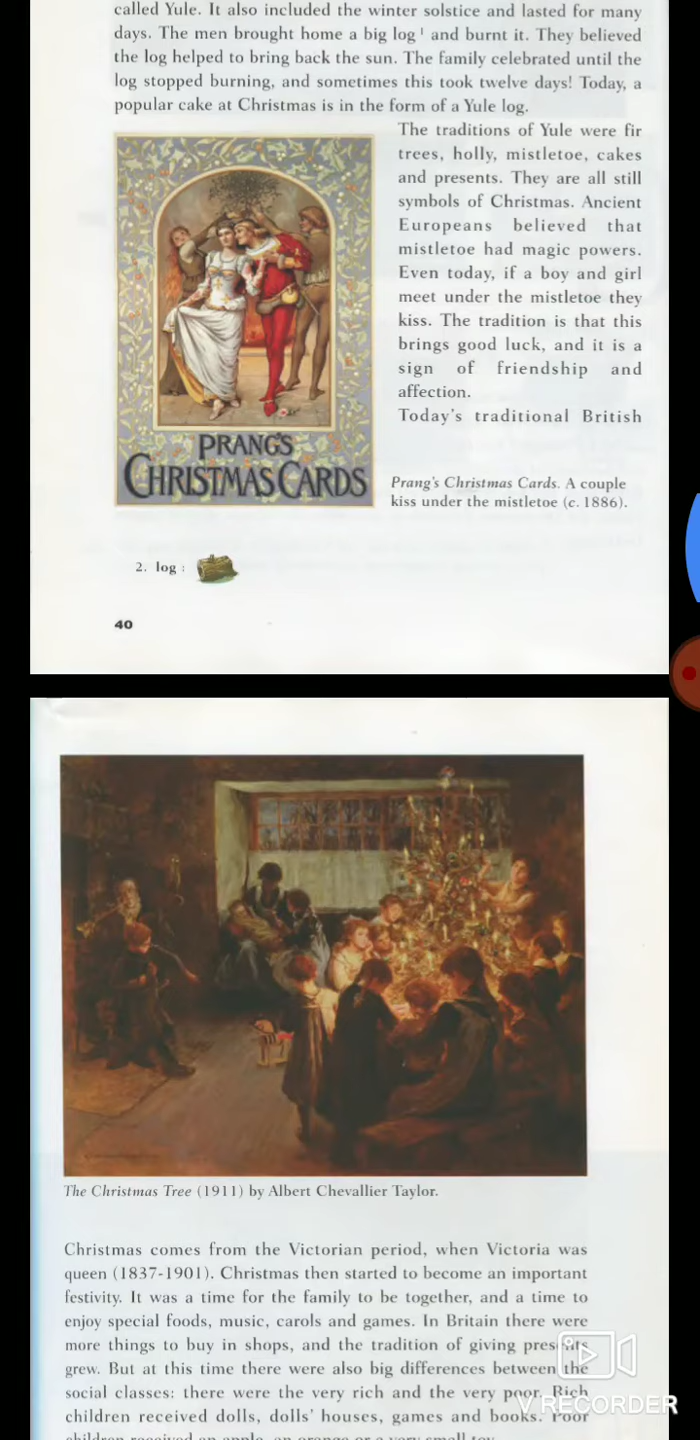 called Yule. It also included the winter solstice and lasted for many
days. The men brought home a big log¹ and burnt it. They believed
the log helped to bring back the sun. The family celebrated until the
log stopped burning, and sometimes this took twelve days! Today, a
popular cake at Christmas is in the form of a Yule log.
The traditions of Yule were fir
trees, holly, mistletoe, cakes
and presents. They are all still
symbols of Christmas. Ancient
Europeans believed that
mistletoe had magic powers.
Even today, if a boy and girl
meet under the mistletoe they
kiss. The tradition is that this
brings good luck, and it is a
sign of friendship and
affection.
Today's traditional British
PRANG'S
CHRISTMAS CARDS
Prang's Christmas Cards. A couple
kiss under the mistletoe (c. 1886).
2. log :
40
The Christmas Tree (1911) by Albert Chevallier Taylor.
Christmas comes from the Victorian period, when Victoria was
queen (1837-1901). Christmas then started to become an important
festivity. It was a time for the family to be together, and a time to
enjoy special foods, music, carols and games. In Britain there were
more things to buy in shops, and the tradition of giving presents
grew. But at this time there were also big differences between the
social classes: there were the very rich and the very poor. Rich
children received dolls, dolls' houses, games and books. Poor
children received an apple, an orange or a very small toy.
V RECORDER